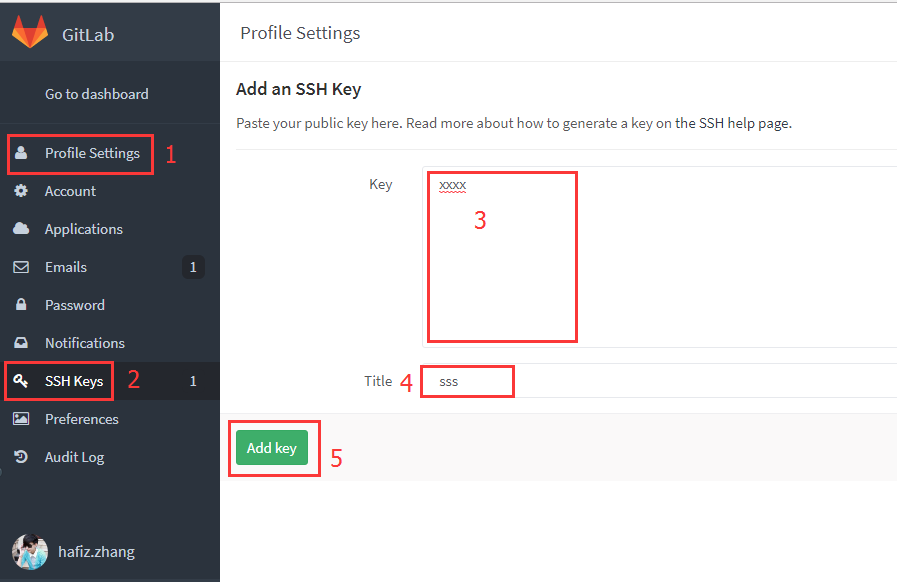 GitLab
Profile Settings
Go to dashboard
Add an SSH Key
Paste your public key here. Read more about how to generate a key on the SSH help page.
Profile Settings 1
Account
Applications
Emails 1
Password
Notifications
SSH Keys 2 1
Preferences
Audit Log
hafiz.zhang
Key xxxx
3
Title 4 sss
Add key 5